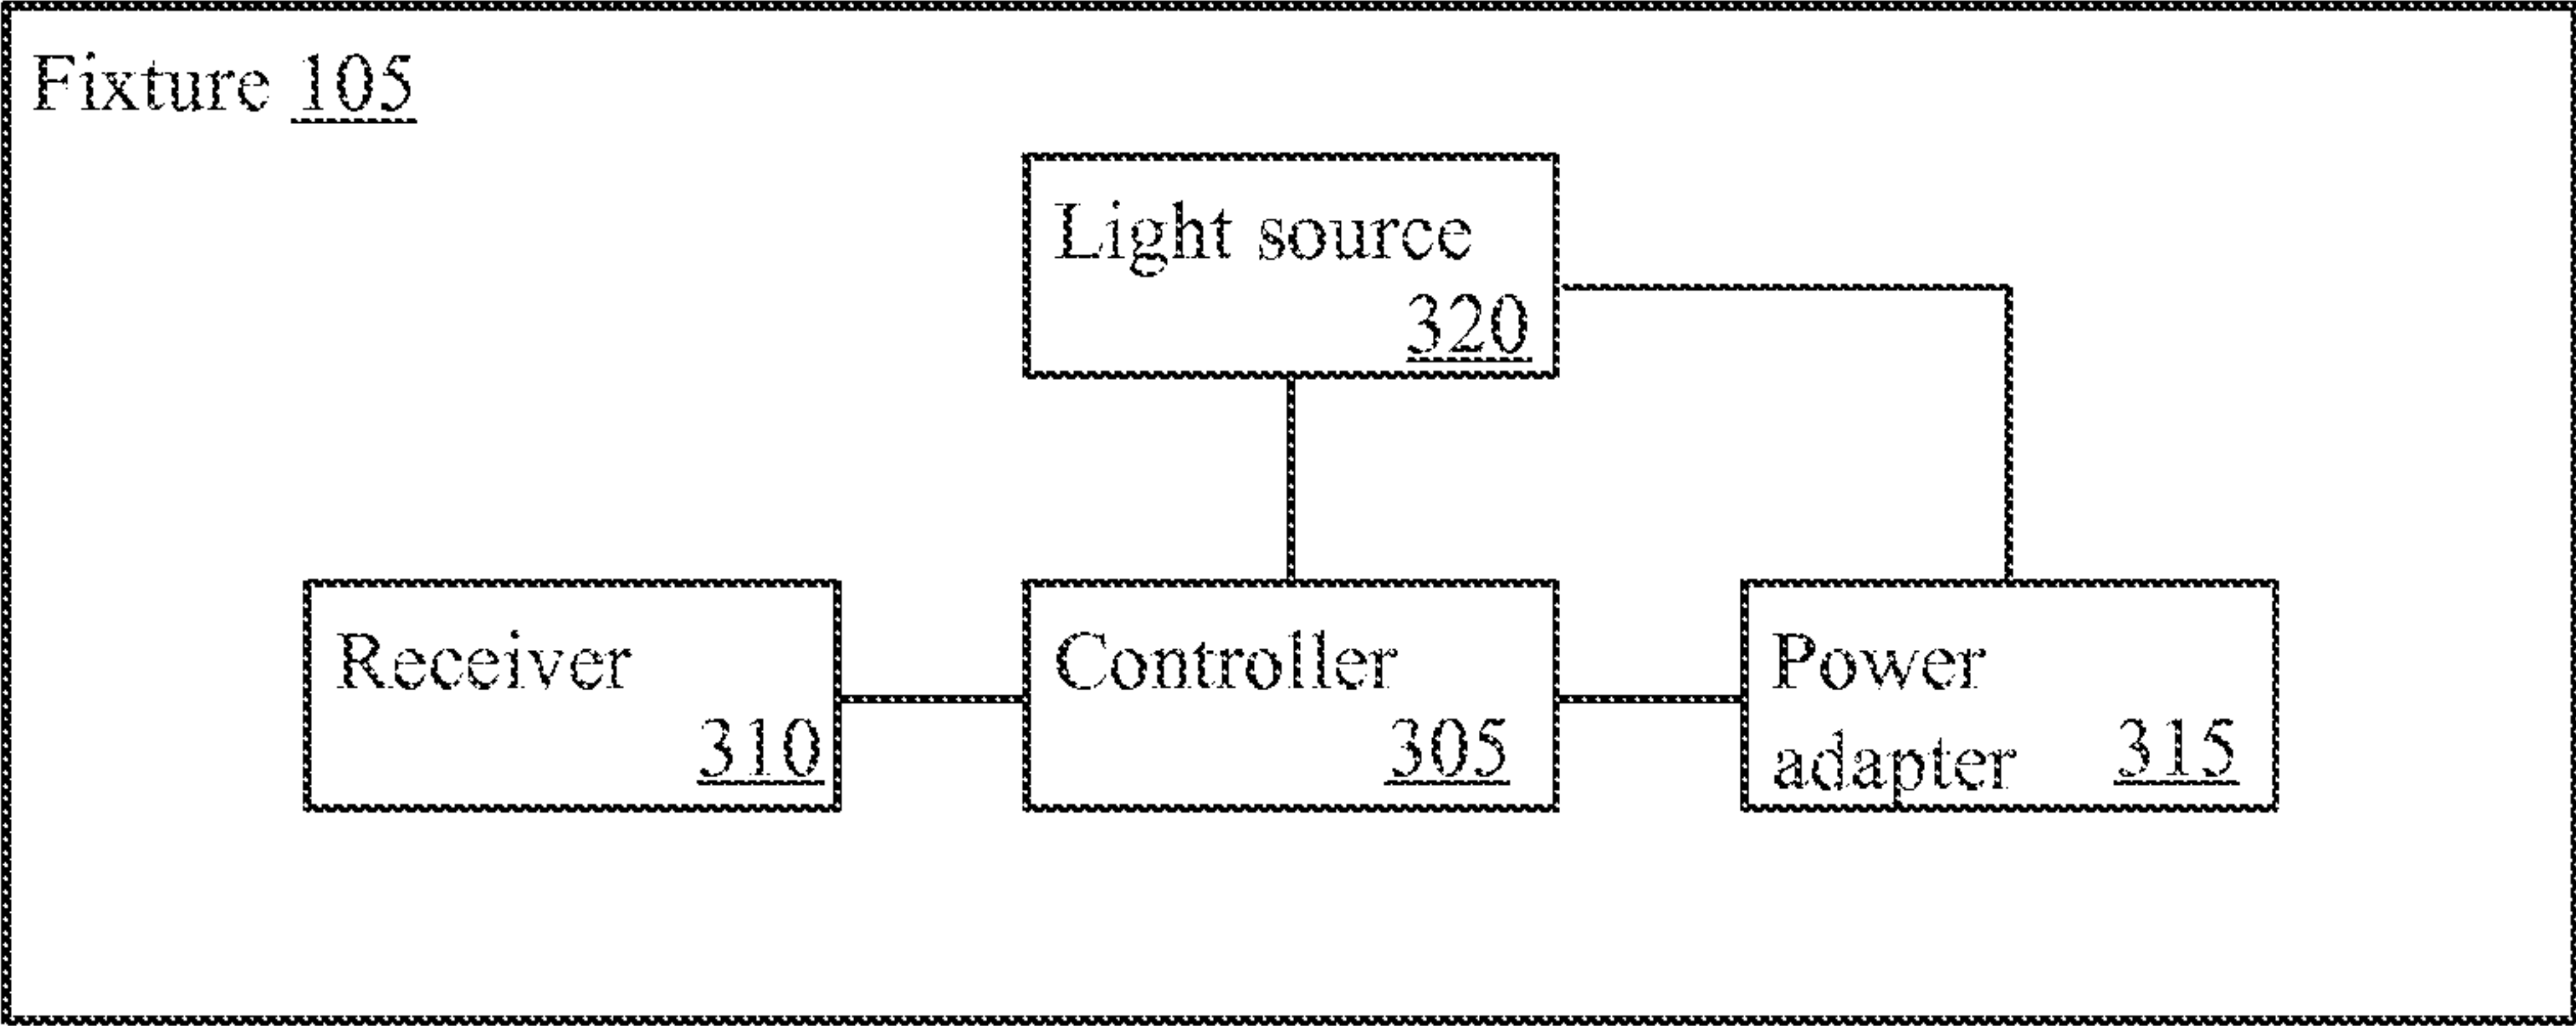 Fixture 105
Light source
320
Receiver
310
Controller
305
Power
adapter 315